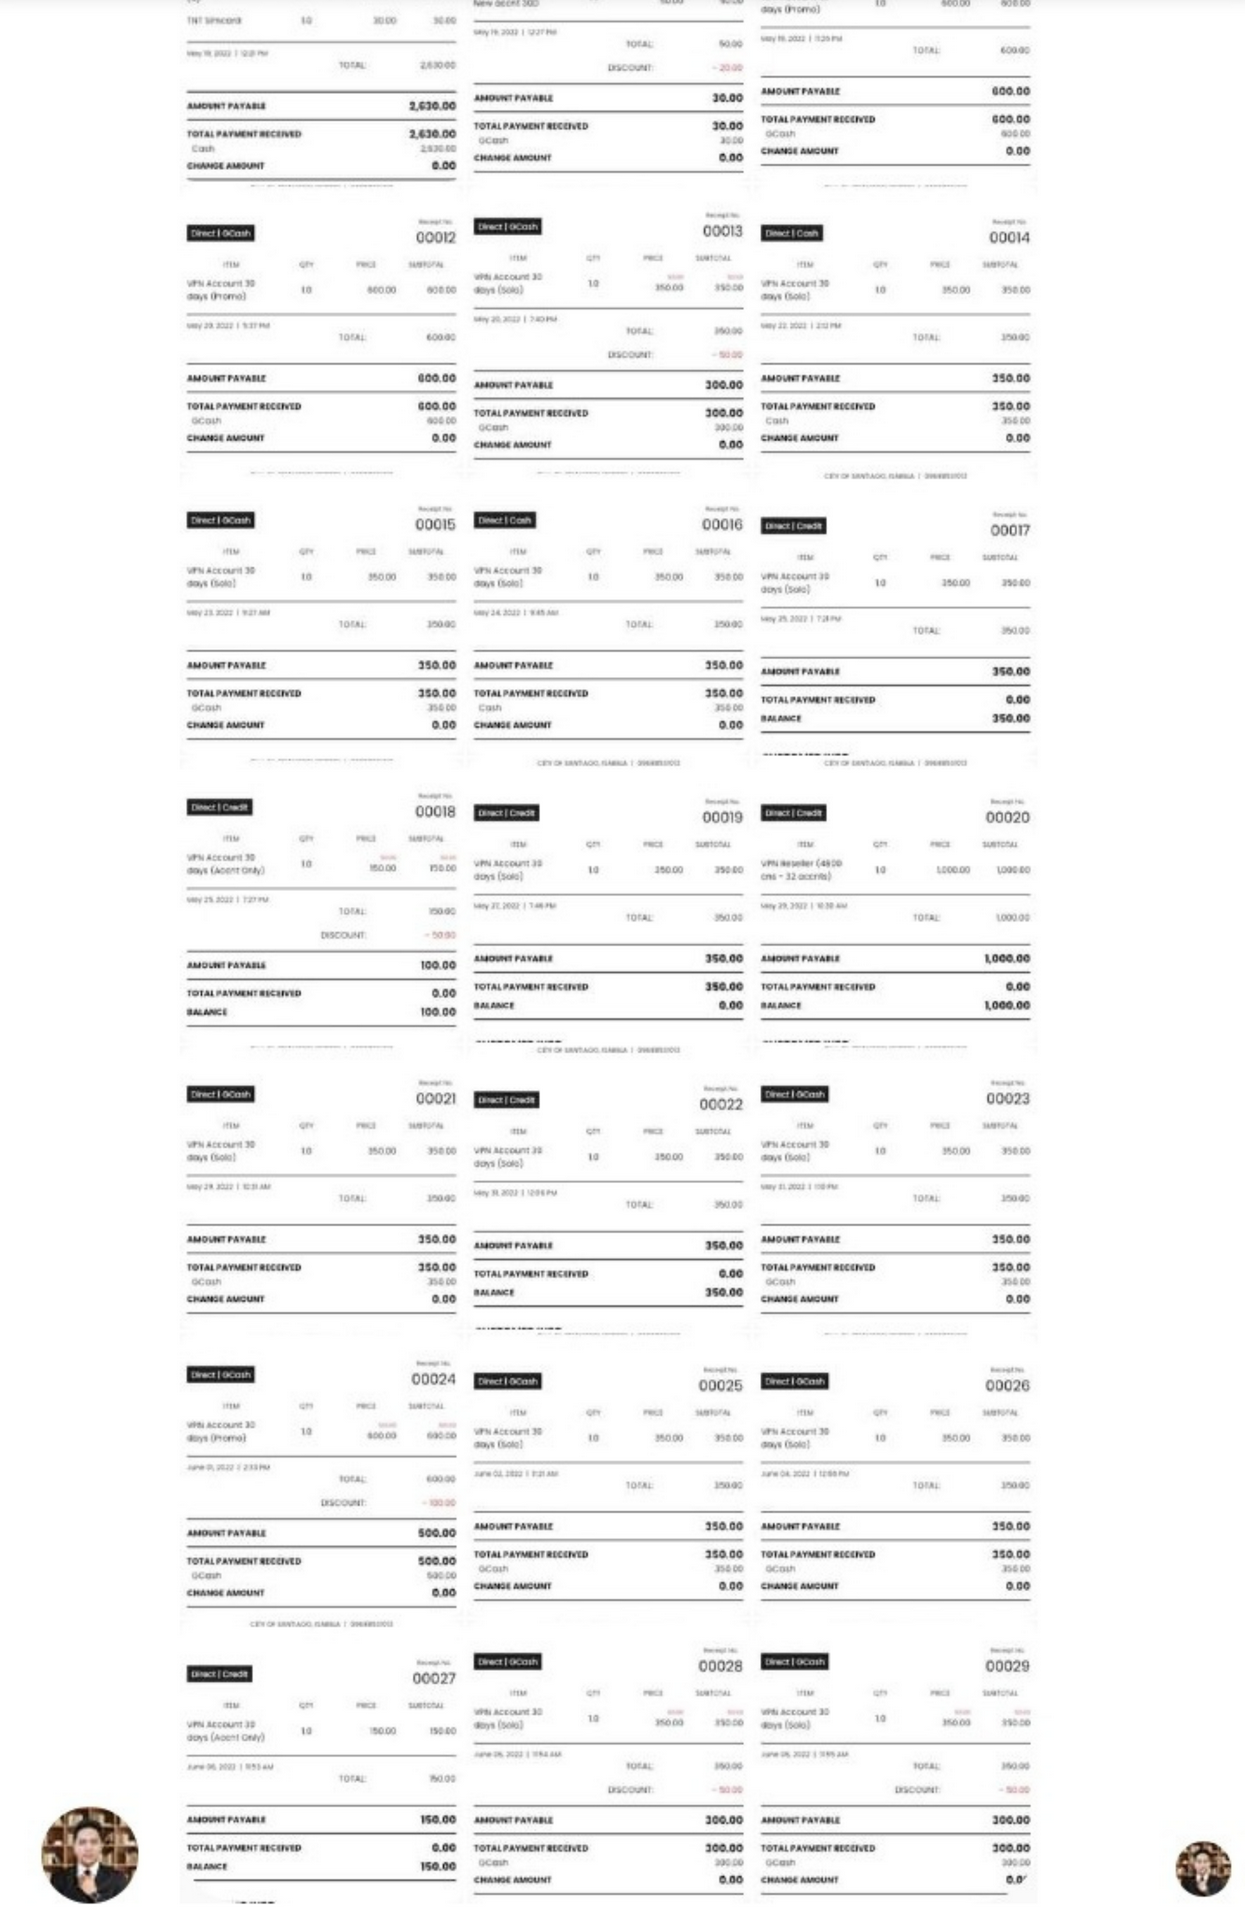 TNT Simcard 1.0 30.00 30.00
May 19, 2022 | 12:21 PM
TOTAL: 2,630.00
AMOUNT PAYABLE 2,630.00
TOTAL PAYMENT RECEIVED 2,630.00
Cash 2,630.00
CHANGE AMOUNT 0.00
New accnt 30D
May 19, 2022 | 12:27 PM
TOTAL: 50.00
DISCOUNT: - 20.00
AMOUNT PAYABLE 30.00
TOTAL PAYMENT RECEIVED 30.00
GCash 30.00
CHANGE AMOUNT 0.00
days (Promo) 1.0 600.00 600.00
TOTAL: 600.00
AMOUNT PAYABLE 600.00
TOTAL PAYMENT RECEIVED 600.00
GCash 600.00
CHANGE AMOUNT 0.00
Receipt No.
Direct | GCash 00012
ITEM QTY PRICE SUBTOTAL
VPN Account 30
days (Promo) 1.0 600.00 600.00
May 20, 2022 | 5:37 PM
TOTAL: 600.00
AMOUNT PAYABLE 600.00
TOTAL PAYMENT RECEIVED 600.00
GCash 600.00
CHANGE AMOUNT 0.00
Receipt No.
Direct | GCash 00013
ITEM QTY PRICE SUBTOTAL
VPN Account 30
days (Solo) 1.0 350.00 350.00
May 20, 2022 | 7:40 PM
TOTAL: 350.00
DISCOUNT: - 50.00
AMOUNT PAYABLE 300.00
TOTAL PAYMENT RECEIVED 300.00
GCash 300.00
CHANGE AMOUNT 0.00
Receipt No.
Direct | Cash 00014
ITEM QTY PRICE SUBTOTAL
VPN Account 30
days (Solo) 1.0 350.00 350.00
May 22, 2022 | 2:12 PM
TOTAL: 350.00
AMOUNT PAYABLE 350.00
TOTAL PAYMENT RECEIVED 350.00
Cash 350.00
CHANGE AMOUNT 0.00
CITY OF SANTIAGO, ISABELA |
Receipt No.
Direct | GCash 00015
ITEM QTY PRICE SUBTOTAL
VPN Account 30
days (Solo) 1.0 350.00 350.00
May 23, 2022 | 9:27 AM
TOTAL: 350.00
AMOUNT PAYABLE 350.00
TOTAL PAYMENT RECEIVED 350.00
GCash 350.00
CHANGE AMOUNT 0.00
Receipt No.
Direct | Cash 00016
ITEM QTY PRICE SUBTOTAL
VPN Account 30
days (Solo) 1.0 350.00 350.00
May 24, 2022 | 9:45 AM
TOTAL: 350.00
AMOUNT PAYABLE 350.00
TOTAL PAYMENT RECEIVED 350.00
Cash 350.00
CHANGE AMOUNT 0.00
CITY OF SANTIAGO, ISABELA |
Receipt No.
Direct | Credit 00017
ITEM QTY PRICE SUBTOTAL
VPN Account 30
days (Solo) 1.0 350.00 350.00
May 25, 2022 | 7:21 PM
TOTAL: 350.00
AMOUNT PAYABLE 350.00
TOTAL PAYMENT RECEIVED 0.00
BALANCE 350.00
CITY OF SANTIAGO, ISABELA |
Receipt No.
Direct | Credit 00018
ITEM QTY PRICE SUBTOTAL
VPN Account 30
days (Accnt Only) 1.0 150.00 150.00
May 25, 2022 | 7:27 PM
TOTAL: 150.00
DISCOUNT: - 50.00
AMOUNT PAYABLE 100.00
TOTAL PAYMENT RECEIVED 0.00
BALANCE 100.00
Receipt No.
Direct | Credit 00019
ITEM QTY PRICE SUBTOTAL
VPN Account 30
days (Solo) 1.0 350.00 350.00
May 27, 2022 | 7:46 PM
TOTAL: 350.00
AMOUNT PAYABLE 350.00
TOTAL PAYMENT RECEIVED 350.00
BALANCE 0.00
CITY OF SANTIAGO, ISABELA |
Receipt No.
Direct | Credit 00020
ITEM QTY PRICE SUBTOTAL
VPN Reseller (4800
cns - 32 accnts) 1.0 1,000.00 1,000.00
May 29, 2022 | 10:30 AM
TOTAL: 1,000.00
AMOUNT PAYABLE 1,000.00
TOTAL PAYMENT RECEIVED 0.00
BALANCE 1,000.00
Receipt No.
Direct | GCash 00021
ITEM QTY PRICE SUBTOTAL
VPN Account 30
days (Solo) 1.0 350.00 350.00
May 29, 2022 | 10:31 AM
TOTAL: 350.00
AMOUNT PAYABLE 350.00
TOTAL PAYMENT RECEIVED 350.00
GCash 350.00
CHANGE AMOUNT 0.00
Receipt No.
Direct | Credit 00022
ITEM QTY PRICE SUBTOTAL
VPN Account 30
days (Solo) 1.0 350.00 350.00
May 31, 2022 | 12:06 PM
TOTAL: 350.00
AMOUNT PAYABLE 350.00
TOTAL PAYMENT RECEIVED 0.00
BALANCE 350.00
Receipt No.
Direct | GCash 00023
ITEM QTY PRICE SUBTOTAL
VPN Account 30
days (Solo) 1.0 350.00 350.00
May 31, 2022 |
TOTAL: 350.00
AMOUNT PAYABLE 350.00
TOTAL PAYMENT RECEIVED 350.00
GCash 350.00
CHANGE AMOUNT 0.00
Receipt No.
Direct | GCash 00024
ITEM QTY PRICE SUBTOTAL
VPN Account 30
days (Promo) 1.0 600.00 600.00
June 01, 2022 | 2:33 PM
TOTAL: 600.00
DISCOUNT: - 100.00
AMOUNT PAYABLE 500.00
TOTAL PAYMENT RECEIVED 500.00
GCash 500.00
CHANGE AMOUNT 0.00
CITY OF SANTIAGO, ISABELA |
Receipt No.
Direct | GCash 00025
ITEM QTY PRICE SUBTOTAL
VPN Account 30
days (Solo) 1.0 350.00 350.00
June 02, 2022 | 11:21 AM
TOTAL: 350.00
AMOUNT PAYABLE 350.00
TOTAL PAYMENT RECEIVED 350.00
GCash 350.00
CHANGE AMOUNT 0.00
Receipt No.
Direct | GCash 00026
ITEM QTY PRICE SUBTOTAL
VPN Account 30
days (Solo) 1.0 350.00 350.00
TOTAL: 350.00
AMOUNT PAYABLE 350.00
TOTAL PAYMENT RECEIVED 350.00
GCash 350.00
CHANGE AMOUNT 0.00
Receipt No.
Direct | Credit 00027
ITEM QTY PRICE SUBTOTAL
VPN Account 30
days (Accnt Only) 1.0 150.00 150.00
TOTAL: 150.00
AMOUNT PAYABLE 150.00
TOTAL PAYMENT RECEIVED 0.00
BALANCE 150.00
Receipt No.
Direct | GCash 00028
ITEM QTY PRICE SUBTOTAL
VPN Account 30
days (Solo) 1.0 350.00 350.00
TOTAL: 350.00
DISCOUNT: - 50.00
AMOUNT PAYABLE 300.00
TOTAL PAYMENT RECEIVED 300.00
GCash 300.00
CHANGE AMOUNT 0.00
Receipt No.
Direct | GCash 00029
ITEM QTY PRICE SUBTOTAL
VPN Account 30
days (Solo) 1.0 350.00 350.00
TOTAL: 350.00
DISCOUNT: - 50.00
AMOUNT PAYABLE 300.00
TOTAL PAYMENT RECEIVED 300.00
GCash 300.00
CHANGE AMOUNT